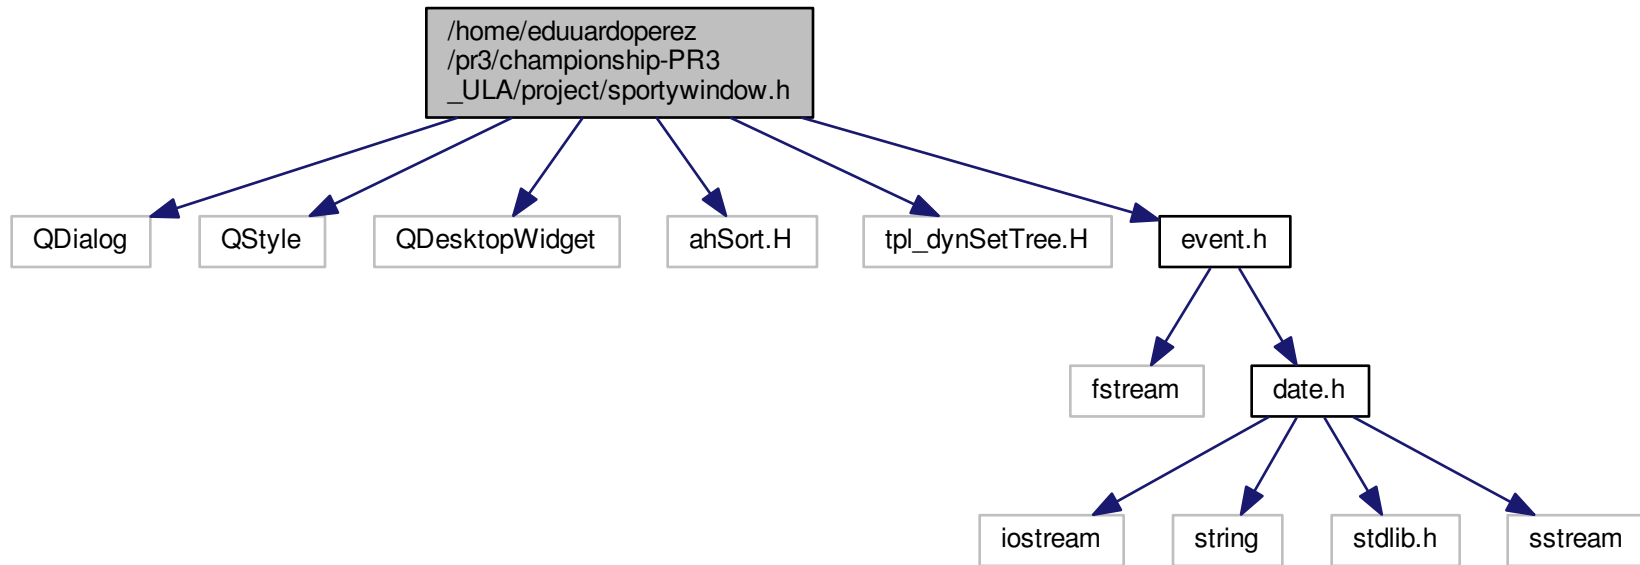 /home/eduuardoperez
/pr3/championship-PR3
_ULA/project/sportywindow.h
QDialog
QStyle
QDesktopWidget
ahSort.H
tpl_dynSetTree.H
event.h
fstream
date.h
iostream
string
stdlib.h
sstream